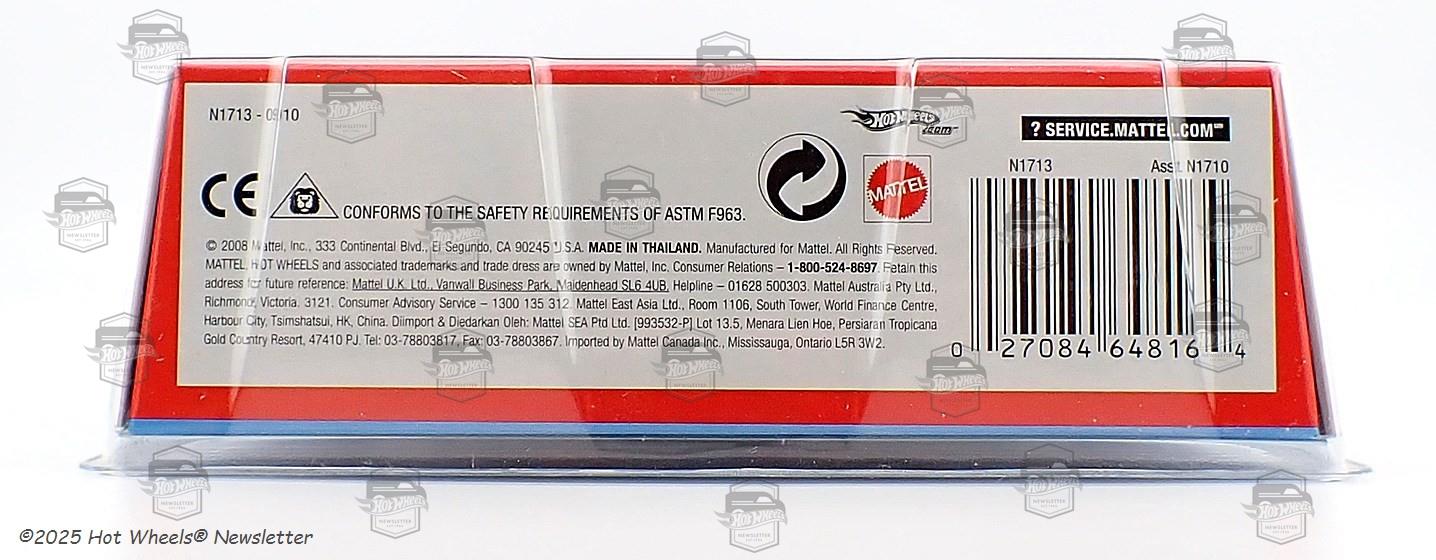 N1713 - 09/10
Hot Wheels
team
? SERVICE.MATTEL.COM℠
N1713 Asst. N1710
MATTEL
CE
CONFORMS TO THE SAFETY REQUIREMENTS OF ASTM F963.
© 2008 Mattel, Inc., 333 Continental Blvd., El Segundo, CA 90245 U.S.A. MADE IN THAILAND. Manufactured for Mattel. All Rights Reserved.
MATTEL, HOT WHEELS and associated trademarks and trade dress are owned by Mattel, Inc. Consumer Relations – 1-800-524-8697. Retain this
address for future reference: Mattel U.K. Ltd., Vanwall Business Park, Maidenhead SL6 4UB. Helpline – 01628 500303. Mattel Australia Pty Ltd.,
Richmond, Victoria. 3121. Consumer Advisory Service – 1300 135 312. Mattel East Asia Ltd., Room 1106, South Tower, World Finance Centre,
Harbour City, Tsimshatsui, HK, China. Diimport & Diedarkan Oleh: Mattel SEA Ptd Ltd. [993532-P] Lot 13.5, Menara Lien Hoe, Persiaran Tropicana
Gold Country Resort, 47410 PJ. Tel: 03-78803817, Fax: 03-78803867. Imported by Mattel Canada Inc., Mississauga, Ontario L5R 3W2.
0 27084 64816 4
©2025 Hot Wheels® Newsletter